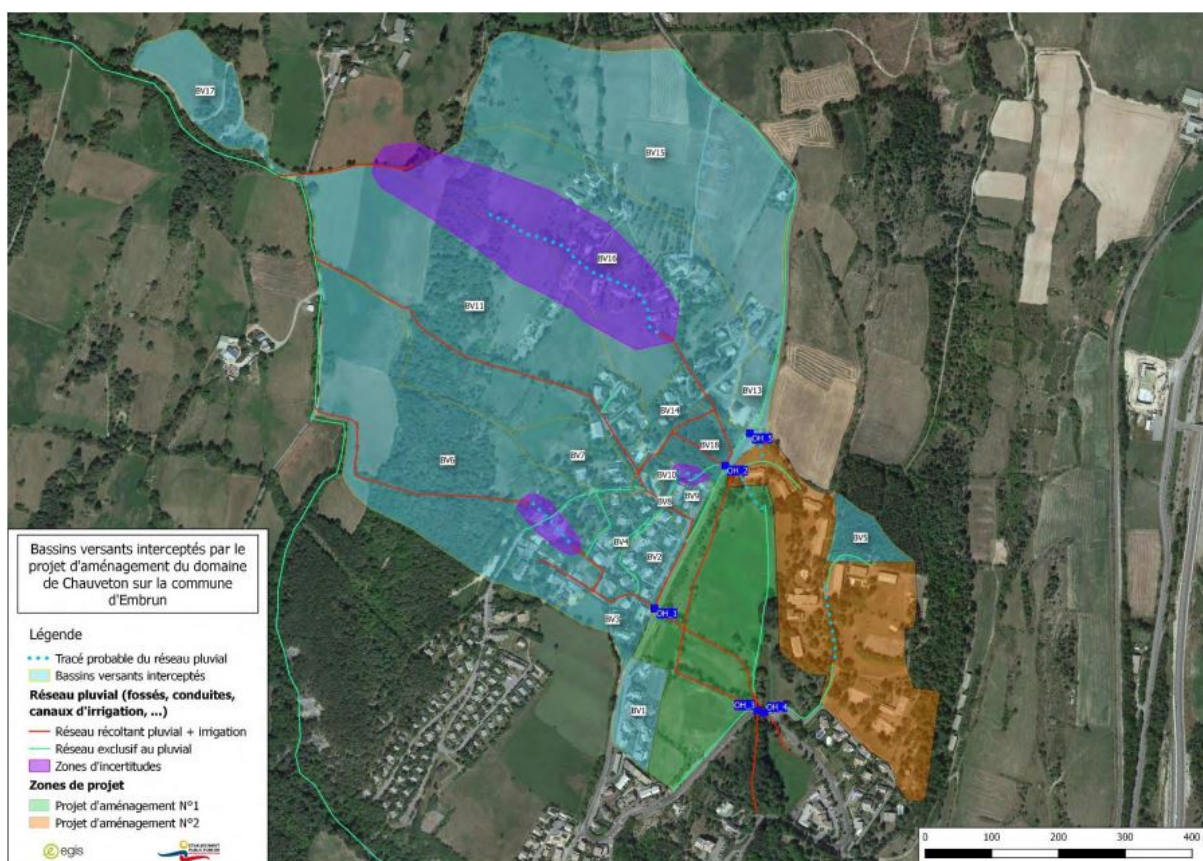 BV17
BV15
BV16
BV11
BV13
BV14
OH_5
BV18
BV6
BV7
BV10
OH_2
BV9
BV8
BV4
BV2
BV5
OH_1
BV3
BV1
OH_3
OH_4
Bassins versants interceptés par le
projet d'aménagement du domaine
de Chauveton sur la commune
d'Embrun
Légende
Tracé probable du réseau pluvial
Bassins versants interceptés
Réseau pluvial (fossés, conduites,
canaux d'irrigation, ...)
Réseau récoltant pluvial + irrigation
Réseau exclusif au pluvial
Zones d'incertitudes
Zones de projet
Projet d'aménagement N°1
Projet d'aménagement N°2
egis
0 100 200 300 400